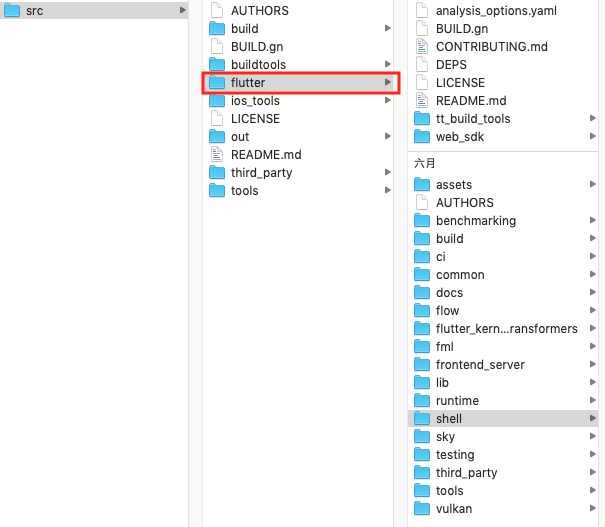 src
AUTHORS
build
BUILD.gn
buildtools
flutter
ios_tools
LICENSE
out
README.md
third_party
tools
analysis_options.yaml
BUILD.gn
CONTRIBUTING.md
DEPS
LICENSE
README.md
tt_build_tools
web_sdk
六月
assets
AUTHORS
benchmarking
build
ci
common
docs
flow
flutter_kern...ransformers
fml
frontend_server
lib
runtime
shell
sky
testing
third_party
tools
vulkan